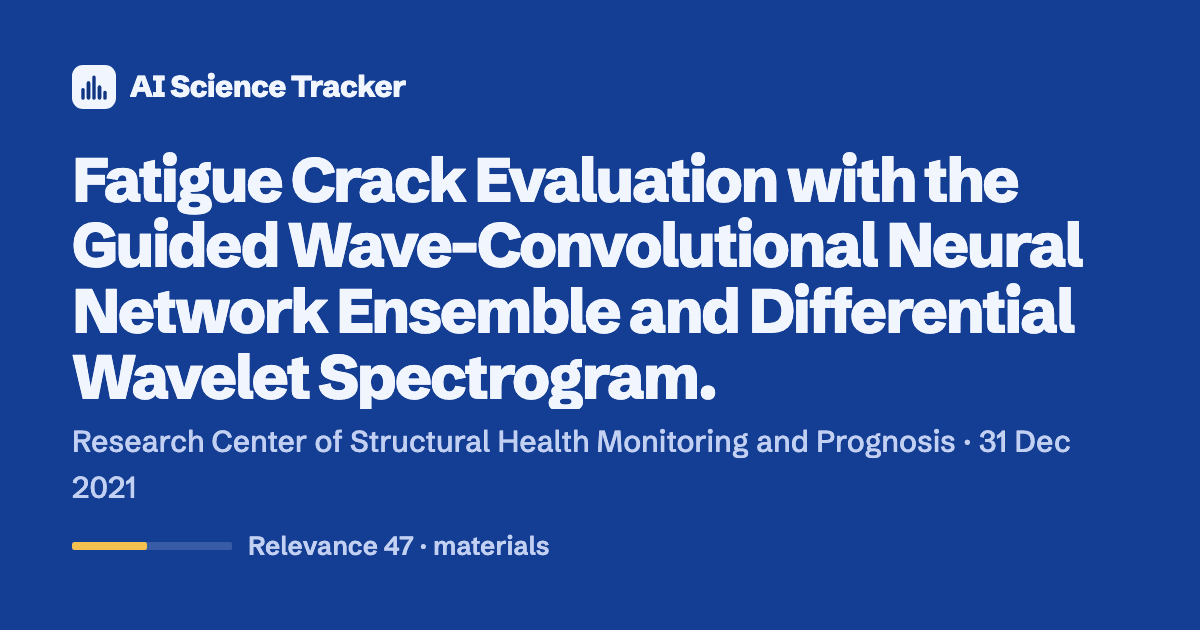 AI Science Tracker
Fatigue Crack Evaluation with the
Guided Wave-Convolutional Neural
Network Ensemble and Differential
Wavelet Spectrogram.
Research Center of Structural Health Monitoring and Prognosis · 31 Dec
2021
Relevance 47 · materials